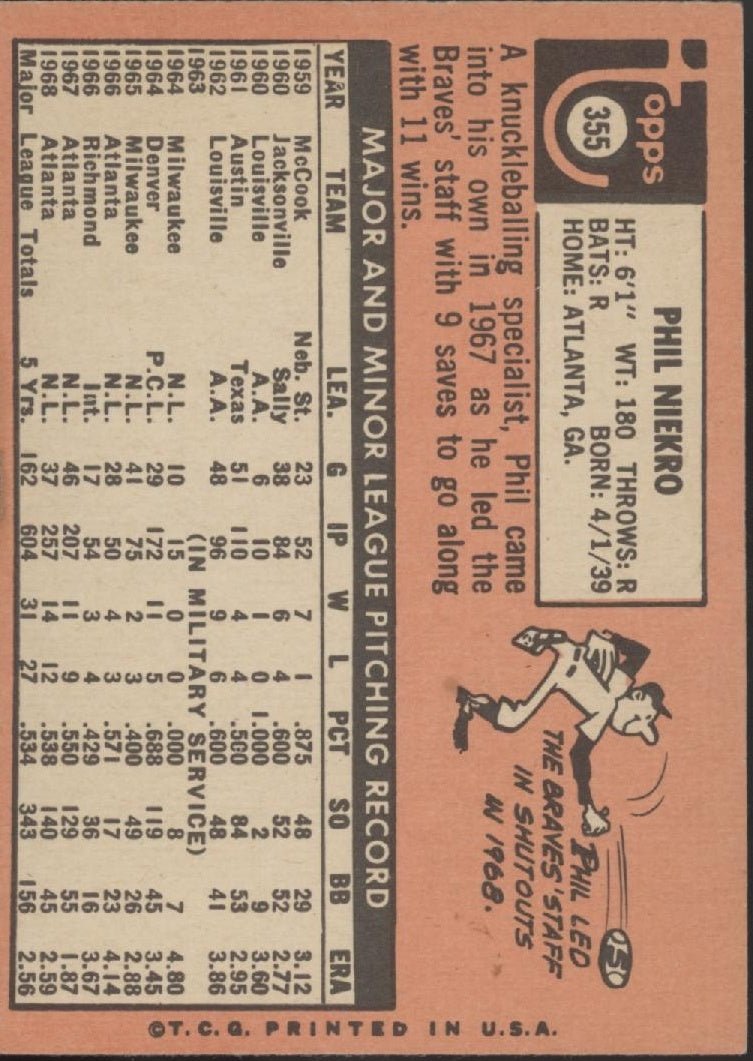 Topps
355
PHIL NIEKRO
HT: 6'1" WT: 180 THROWS: R
BATS: R BORN: 4/1/39
HOME: ATLANTA, GA.
A knuckleballing specialist, Phil came
into his own in 1967 as he led the
Braves' staff with 9 saves to go along
with 11 wins.
5
PHIL LED
THE BRAVES' STAFF
IN SHUTOUTS
IN 1968.
MAJOR AND MINOR LEAGUE PITCHING RECORD
YEAR TEAM LEA. G IP W L PCT SO BB ERA
1959 McCook Neb. St. 23 52 7 1 .875 48 29 3.12
1960 Jacksonville Sally 38 84 6 4 .600 52 52 2.77
1960 Louisville A.A. 6 10 1 0 1.000 2 9 3.60
1961 Austin Texas 51 110 4 4 .500 84 53 2.95
1962 Louisville A.A. 48 96 9 6 .600 48 41 3.86
1963 (IN MILITARY SERVICE)
1964 Milwaukee N.L. 10 15 0 0 .000 8 7 4.80
1964 Denver P.C.L. 29 172 11 5 .688 119 45 3.45
1965 Milwaukee N.L. 41 75 2 3 .400 49 26 2.88
1966 Atlanta N.L. 28 50 4 3 .571 17 23 4.14
1966 Richmond Int. 17 54 3 4 .429 36 16 3.67
1967 Atlanta N.L. 46 207 11 9 .550 129 55 1.87
1968 Atlanta N.L. 37 257 14 12 .538 140 45 2.59
Major League Totals 5 Yrs. 162 604 31 27 .534 343 156 2.56
©T.C.G. PRINTED IN U.S.A.